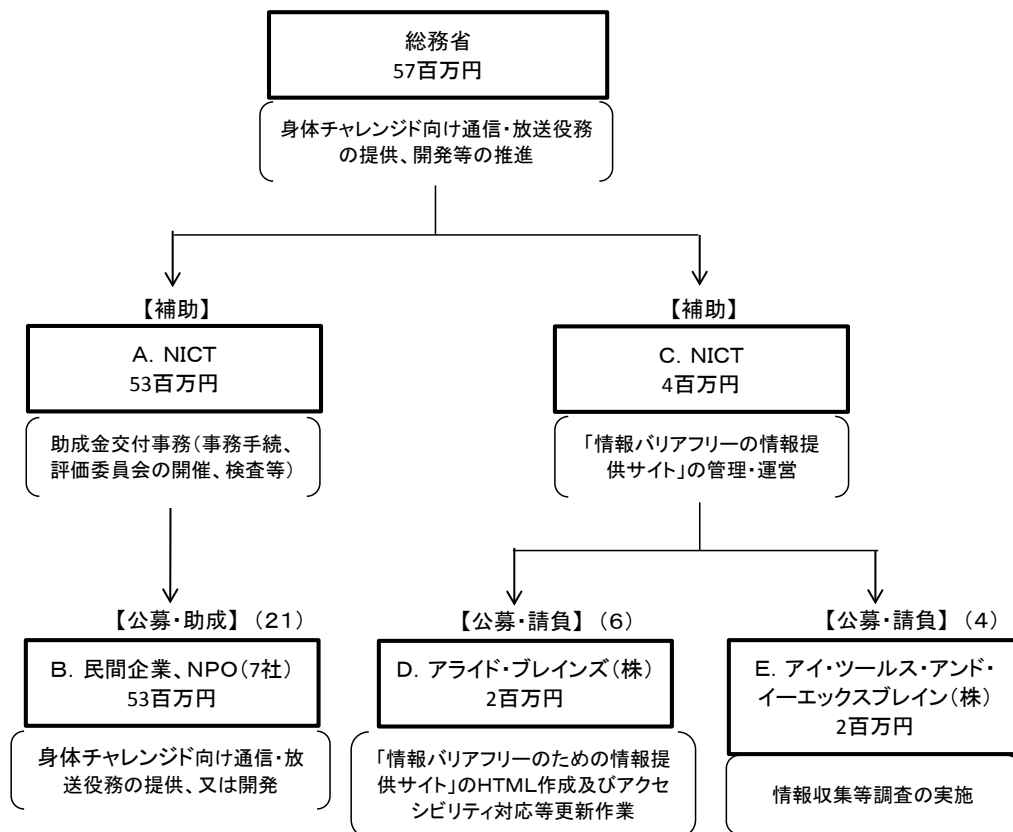 総務省
57百万円
身体チャレンジド向け通信・放送役務
の提供、開発等の推進
【補助】
A. NICT
53百万円
助成金交付事務(事務手続、
評価委員会の開催、検査等)
【補助】
C. NICT
4百万円
「情報バリアフリーの情報提
供サイト」の管理・運営
【公募・助成】(21)
B. 民間企業、NPO(7社)
53百万円
身体チャレンジド向け通信・放
送役務の提供、又は開発
【公募・請負】(6)
D. アライド・ブレインズ(株)
2百万円
「情報バリアフリーのための情報提
供サイト」のHTML作成及びアクセ
シビリティ対応等更新作業
【公募・請負】(4)
E. アイ・ツールス・アンド・
イーエックスブレイン(株)
2百万円
情報収集等調査の実施